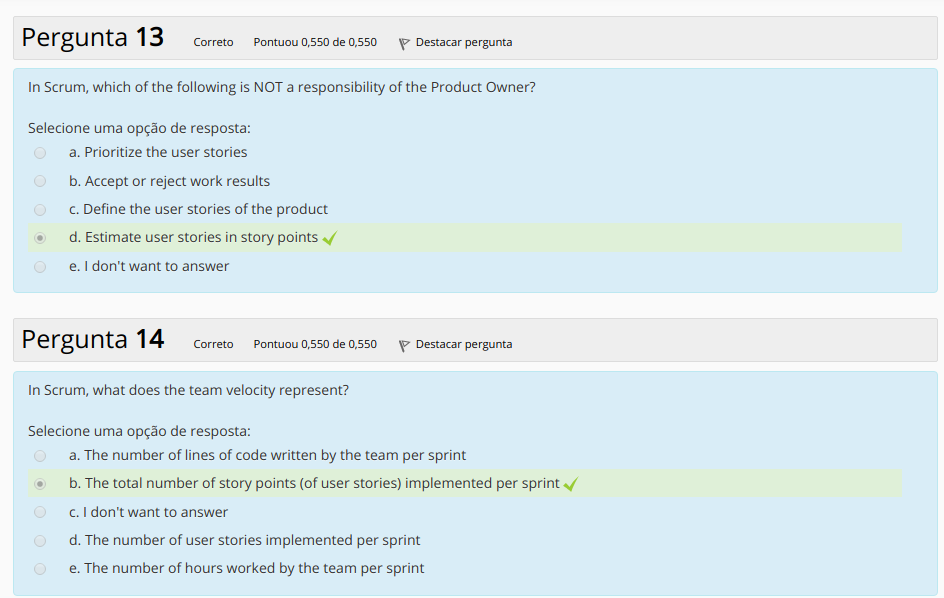 Pergunta 13 Correto Pontuou 0,550 de 0,550 Destacar pergunta
In Scrum, which of the following is NOT a responsibility of the Product Owner?
Selecione uma opção de resposta:
a. Prioritize the user stories
b. Accept or reject work results
c. Define the user stories of the product
d. Estimate user stories in story points
e. I don't want to answer
Pergunta 14 Correto Pontuou 0,550 de 0,550 Destacar pergunta
In Scrum, what does the team velocity represent?
Selecione uma opção de resposta:
a. The number of lines of code written by the team per sprint
b. The total number of story points (of user stories) implemented per sprint
c. I don't want to answer
d. The number of user stories implemented per sprint
e. The number of hours worked by the team per sprint